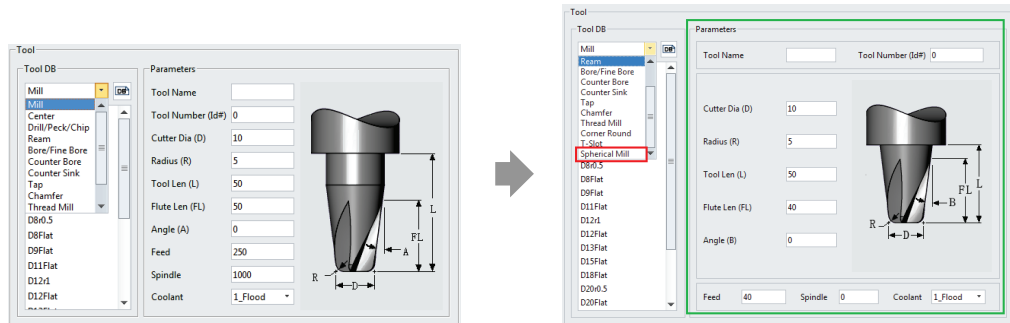 Tool
Tool DB
Mill
DB
Mill
Center
Drill/Peck/Chip
Ream
Bore/Fine Bore
Counter Bore
Counter Sink
Tap
Chamfer
Thread Mill
D8r0.5
D8Flat
D9Flat
D11Flat
D12r1
D12Flat
Parameters
Tool Name
Tool Number (Id#) 0
Cutter Dia (D) 10
Radius (R) 5
Tool Len (L) 50
Flute Len (FL) 50
Angle (A) 0
Feed 250
Spindle 1000
Coolant 1_Flood
L
FL
A
R
D
Tool
Tool DB
Mill
DB
Ream
Bore/Fine Bore
Counter Bore
Counter Sink
Tap
Chamfer
Thread Mill
Corner Round
T-Slot
Spherical Mill
D8r0.5
D8Flat
D9Flat
D11Flat
D12r1
D12Flat
D13Flat
D15Flat
D18Flat
D20r0.5
D20Flat
Parameters
Tool Name Tool Number (Id#) 0
Cutter Dia (D) 10
Radius (R) 5
Tool Len (L) 50
Flute Len (FL) 40
Angle (B) 0
L
FL
B
R
D
Feed 40 Spindle 0 Coolant 1_Flood